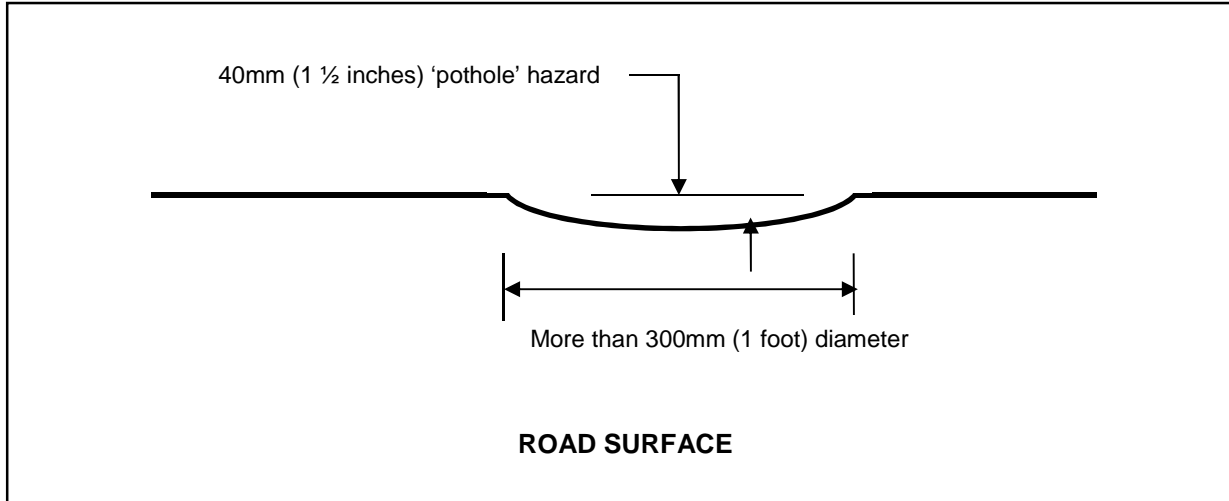 40mm (1 ½ inches) ‘pothole’ hazard
More than 300mm (1 foot) diameter
ROAD SURFACE